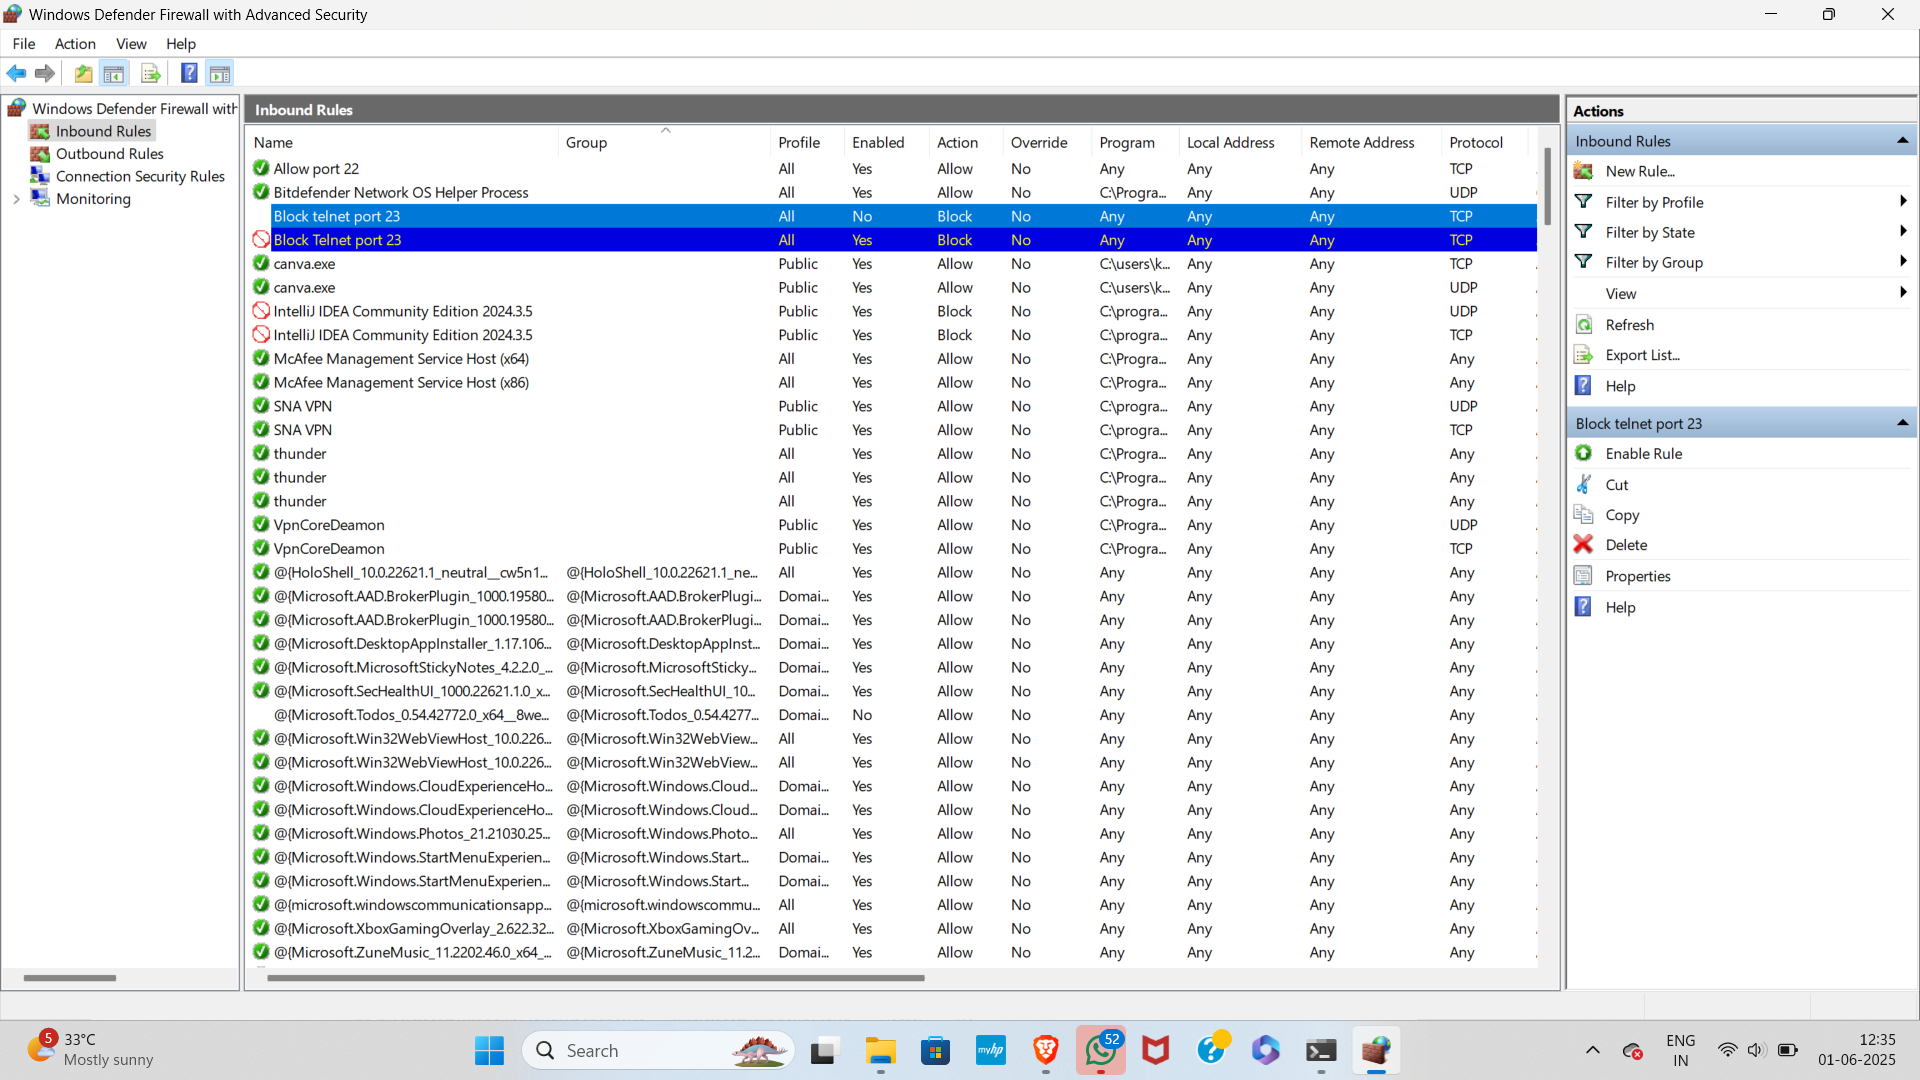 Windows Defender Firewall with Advanced Security
File Action View Help
Windows Defender Firewall with
Inbound Rules
Outbound Rules
Connection Security Rules
Monitoring
Inbound Rules
Name Group Profile Enabled Action Override Program Local Address Remote Address Protocol
Allow port 22 All Yes Allow No Any Any Any TCP
Bitdefender Network OS Helper Process All Yes Allow No C:\Progra... Any Any UDP
Block telnet port 23 All No Block No Any Any Any TCP
Block Telnet port 23 All Yes Block No Any Any Any TCP
canva.exe Public Yes Allow No C:\users\k... Any Any TCP
canva.exe Public Yes Allow No C:\users\k... Any Any UDP
IntelliJ IDEA Community Edition 2024.3.5 Public Yes Block No C:\progra... Any Any UDP
IntelliJ IDEA Community Edition 2024.3.5 Public Yes Block No C:\progra... Any Any TCP
McAfee Management Service Host (x64) All Yes Allow No C:\Progra... Any Any Any
McAfee Management Service Host (x86) All Yes Allow No C:\Progra... Any Any Any
SNA VPN Public Yes Allow No C:\progra... Any Any UDP
SNA VPN Public Yes Allow No C:\progra... Any Any TCP
thunder All Yes Allow No C:\Progra... Any Any Any
thunder All Yes Allow No C:\Progra... Any Any Any
thunder All Yes Allow No C:\Progra... Any Any Any
VpnCoreDeamon Public Yes Allow No C:\Progra... Any Any UDP
VpnCoreDeamon Public Yes Allow No C:\Progra... Any Any TCP
@{HoloShell_10.0.22621.1_neutral__cw5n1... @{HoloShell_10.0.22621.1_ne... All Yes Allow No Any Any Any Any
@{Microsoft.AAD.BrokerPlugin_1000.19580... @{Microsoft.AAD.BrokerPlugi... Domai... Yes Allow No Any Any Any Any
@{Microsoft.AAD.BrokerPlugin_1000.19580... @{Microsoft.AAD.BrokerPlugi... Domai... Yes Allow No Any Any Any Any
@{Microsoft.DesktopAppInstaller_1.17.106... @{Microsoft.DesktopAppInst... Domai... Yes Allow No Any Any Any Any
@{Microsoft.MicrosoftStickyNotes_4.2.2.0_... @{Microsoft.MicrosoftSticky... Domai... Yes Allow No Any Any Any Any
@{Microsoft.SecHealthUI_1000.22621.1.0_x... @{Microsoft.SecHealthUI_10... Domai... Yes Allow No Any Any Any Any
@{Microsoft.Todos_0.54.42772.0_x64__8we... @{Microsoft.Todos_0.54.4277... Domai... No Allow No Any Any Any Any
@{Microsoft.Win32WebViewHost_10.0.226... @{Microsoft.Win32WebView... All Yes Allow No Any Any Any Any
@{Microsoft.Win32WebViewHost_10.0.226... @{Microsoft.Win32WebView... All Yes Allow No Any Any Any Any
@{Microsoft.Windows.CloudExperienceHo... @{Microsoft.Windows.Cloud... Domai... Yes Allow No Any Any Any Any
@{Microsoft.Windows.CloudExperienceHo... @{Microsoft.Windows.Cloud... Domai... Yes Allow No Any Any Any Any
@{Microsoft.Windows.Photos_21.21030.25... @{Microsoft.Windows.Photo... All Yes Allow No Any Any Any Any
@{Microsoft.Windows.StartMenuExperien... @{Microsoft.Windows.Start... Domai... Yes Allow No Any Any Any Any
@{Microsoft.Windows.StartMenuExperien... @{Microsoft.Windows.Start... Domai... Yes Allow No Any Any Any Any
@{microsoft.windowscommunicationsapp... @{microsoft.windowscommu... All Yes Allow No Any Any Any Any
@{Microsoft.XboxGamingOverlay_2.622.32... @{Microsoft.XboxGamingOv... All Yes Allow No Any Any Any Any
@{Microsoft.ZuneMusic_11.2202.46.0_x64_... @{Microsoft.ZuneMusic_11.2... Domai... Yes Allow No Any Any Any Any
Actions
Inbound Rules
New Rule...
Filter by Profile
Filter by State
Filter by Group
View
Refresh
Export List...
Help
Block telnet port 23
Enable Rule
Cut
Copy
Delete
Properties
Help
5
33°C
Mostly sunny
Search
myhp
52
ENG
IN
12:35
01-06-2025